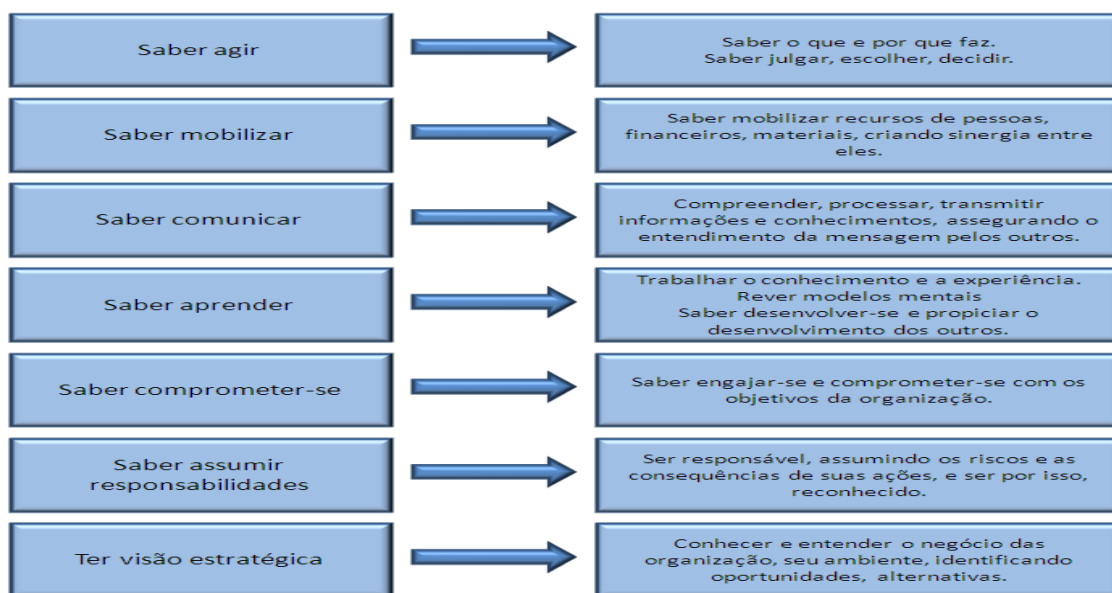 Saber agir
Saber o que e por que faz.
Saber julgar, escolher, decidir.
Saber mobilizar
Saber mobilizar recursos de pessoas,
financeiros, materiais, criando sinergia entre
eles.
Saber comunicar
Compreender, processar, transmitir
informações e conhecimentos, assegurando o
entendimento da mensagem pelos outros.
Saber aprender
Trabalhar o conhecimento e a experiência.
Rever modelos mentais
Saber desenvolver-se e propiciar o
desenvolvimento dos outros.
Saber comprometer-se
Saber engajar-se e comprometer-se com os
objetivos da organização.
Saber assumir
responsabilidades
Ser responsável, assumindo os riscos e as
consequências de suas ações, e ser por isso,
reconhecido.
Ter visão estratégica
Conhecer e entender o negócio das
organização, seu ambiente, identificando
oportunidades, alternativas.